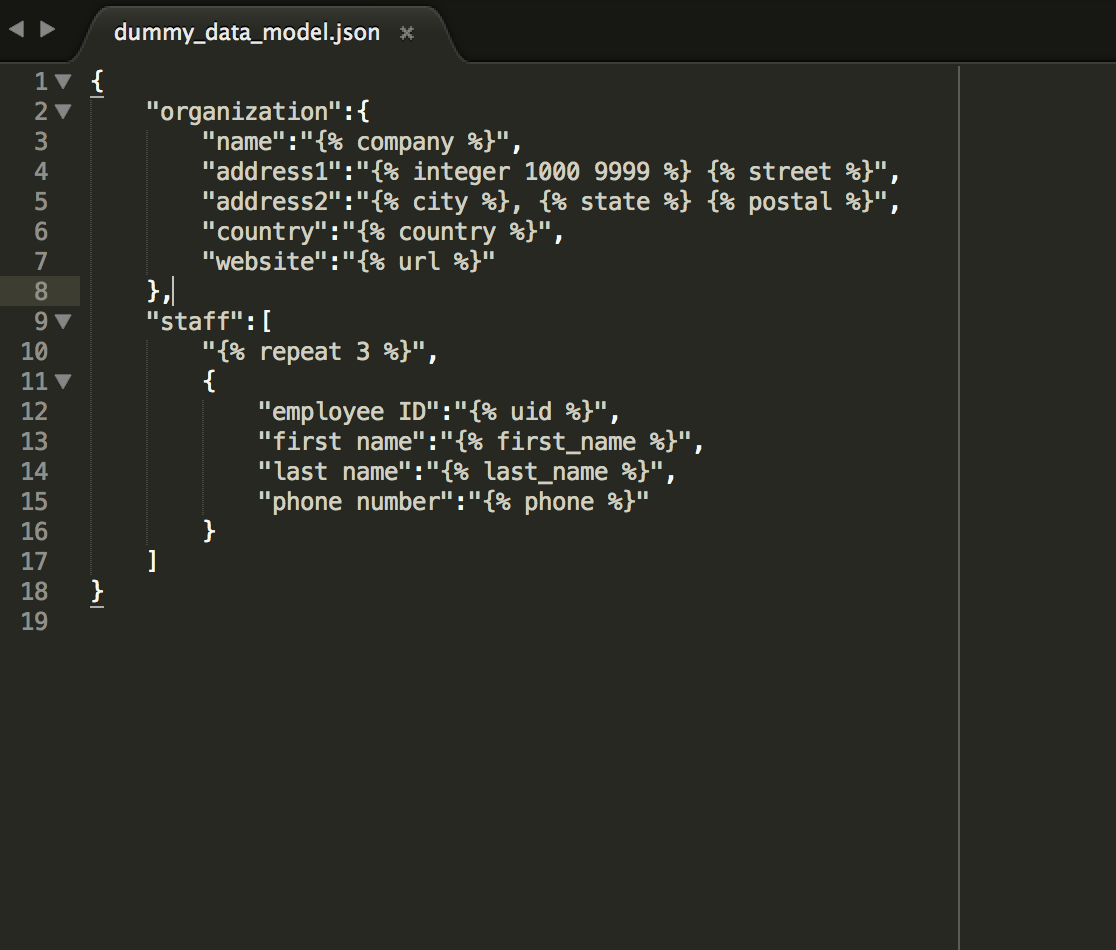 dummy_data_model.json ×
1 {
2     "organization":{
3         "name":"{% company %}",
4         "address1":"{% integer 1000 9999 %} {% street %}",
5         "address2":"{% city %}, {% state %} {% postal %}",
6         "country":"{% country %}",
7         "website":"{% url %}"
8     },
9     "staff":[
10         "{% repeat 3 %}",
11         {
12             "employee ID":"{% uid %}",
13             "first name":"{% first_name %}",
14             "last name":"{% last_name %}",
15             "phone number":"{% phone %}"
16         }
17     ]
18 }
19